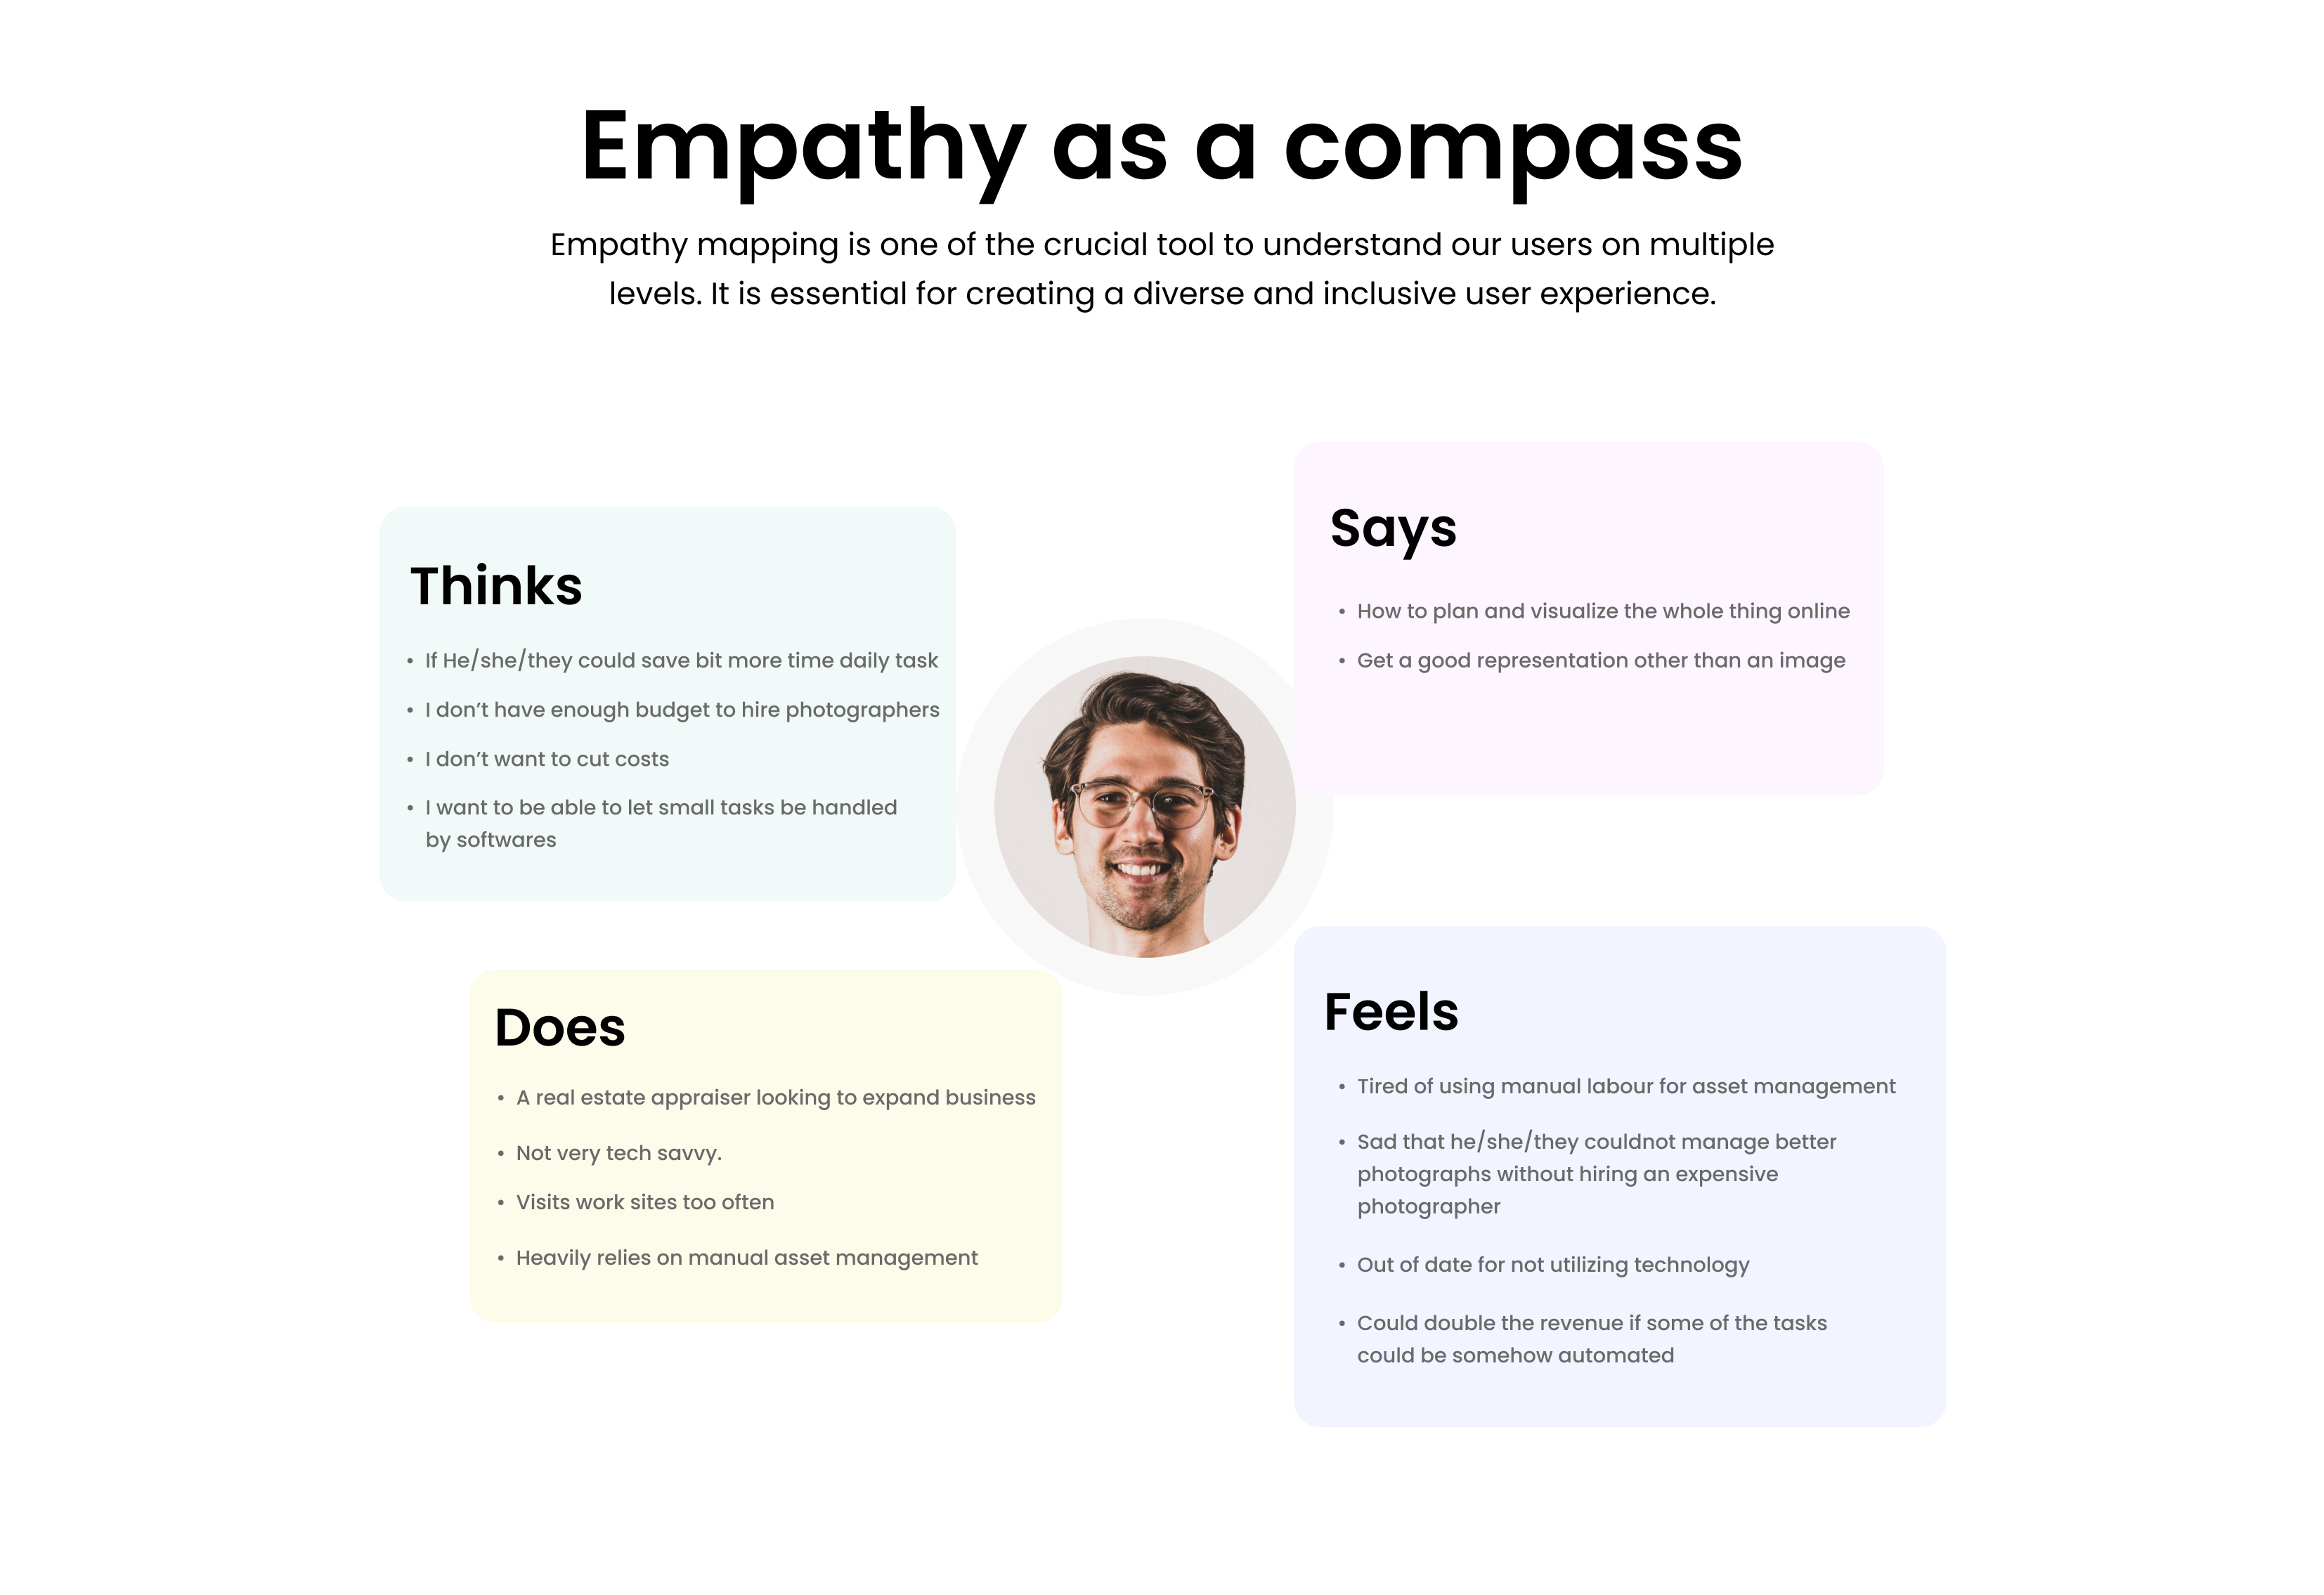 Empathy as a compass
Empathy mapping is one of the crucial tool to understand our users on multiple
levels. It is essential for creating a diverse and inclusive user experience.
Thinks
• If He/she/they could save bit more time daily task
• I don’t have enough budget to hire photographers
• I don’t want to cut costs
• I want to be able to let small tasks be handled
by softwares
Says
• How to plan and visualize the whole thing online
• Get a good representation other than an image
Does
• A real estate appraiser looking to expand business
• Not very tech savvy.
• Visits work sites too often
• Heavily relies on manual asset management
Feels
• Tired of using manual labour for asset management
• Sad that he/she/they couldnot manage better
photographs without hiring an expensive
photographer
• Out of date for not utilizing technology
• Could double the revenue if some of the tasks
could be somehow automated